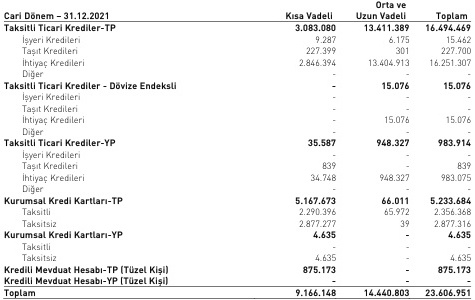 Orta ve
Cari Dönem – 31.12.2021 Kısa Vadeli Uzun Vadeli Toplam
Taksitli Ticari Krediler-TP 3.083.080 13.411.389 16.494.469
İşyeri Kredileri 9.287 6.175 15.462
Taşıt Kredileri 227.399 301 227.700
İhtiyaç Kredileri 2.846.394 13.404.913 16.251.307
Diğer - - -
Taksitli Ticari Krediler - Dövize Endeksli - 15.076 15.076
İşyeri Kredileri - - -
Taşıt Kredileri - - -
İhtiyaç Kredileri - 15.076 15.076
Diğer - - -
Taksitli Ticari Krediler-YP 35.587 948.327 983.914
İşyeri Kredileri - - -
Taşıt Kredileri 839 - 839
İhtiyaç Kredileri 34.748 948.327 983.075
Diğer - - -
Kurumsal Kredi Kartları-TP 5.167.673 66.011 5.233.684
Taksitli 2.290.396 65.972 2.356.368
Taksitsiz 2.877.277 39 2.877.316
Kurumsal Kredi Kartları-YP 4.635 - 4.635
Taksitli - - -
Taksitsiz 4.635 - 4.635
Kredili Mevduat Hesabı-TP (Tüzel Kişi) 875.173 - 875.173
Kredili Mevduat Hesabı-YP (Tüzel Kişi) - - -
Toplam 9.166.148 14.440.803 23.606.951